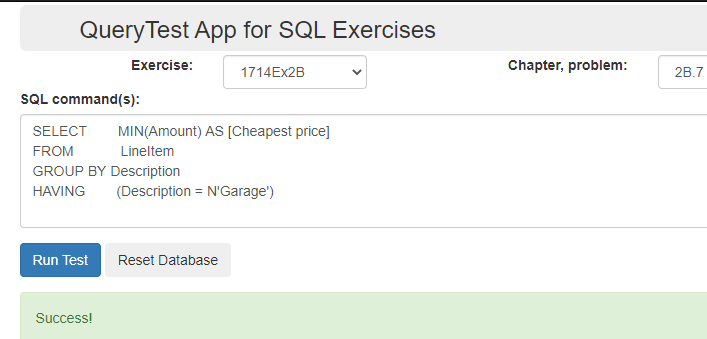 QueryTest App for SQL Exercises
Exercise: 1714Ex2B Chapter, problem: 2B.7
SQL command(s):
SELECT MIN(Amount) AS [Cheapest price]
FROM LineItem
GROUP BY Description
HAVING (Description = N'Garage')
Run Test Reset Database
Success!